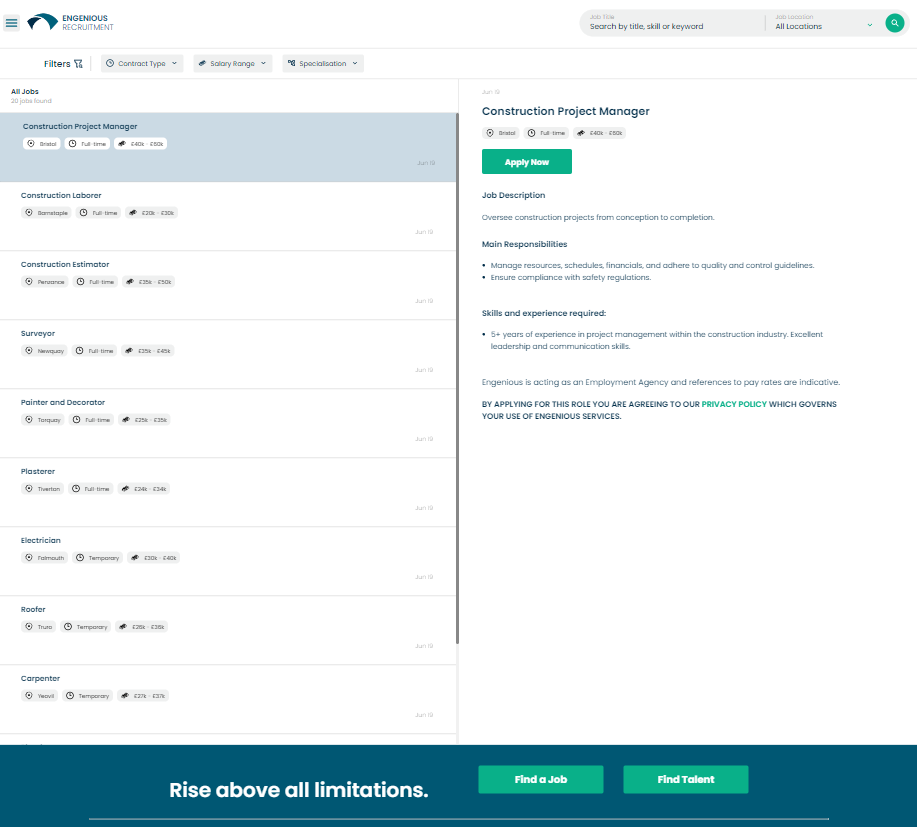 ENGENIOUS
RECRUITMENT
Job Title
Search by title, skill or keyword
Job Location
All Locations
Filters
Contract Type
Salary Range
Specialisation
All Jobs
20 jobs found
Construction Project Manager
Bristol
Full-time
£40k - £60k
Jun 19
Construction Laborer
Barnstaple
Full-time
£20k - £30k
Jun 19
Construction Estimator
Penzance
Full-time
£35k - £50k
Jun 19
Surveyor
Newquay
Full-time
£35k - £45k
Jun 19
Painter and Decorator
Torquay
Full-time
£25k - £35k
Jun 19
Plasterer
Tiverton
Full-time
£24k - £34k
Jun 19
Electrician
Falmouth
Temporary
£30k - £40k
Jun 19
Roofer
Truro
Temporary
£26k - £36k
Jun 19
Carpenter
Yeovil
Temporary
£27k - £37k
Jun 19
Jun 19
Construction Project Manager
Bristol
Full-time
£40k - £60k
Apply Now
Job Description
Oversee construction projects from conception to completion.
Main Responsibilities
• Manage resources, schedules, financials, and adhere to quality and control guidelines.
• Ensure compliance with safety regulations.
Skills and experience required:
• 5+ years of experience in project management within the construction industry. Excellent
leadership and communication skills.
Engenious is acting as an Employment Agency and references to pay rates are indicative.
BY APPLYING FOR THIS ROLE YOU ARE AGREEING TO OUR PRIVACY POLICY WHICH GOVERNS
YOUR USE OF ENGENIOUS SERVICES.
Rise above all limitations.
Find a Job
Find Talent